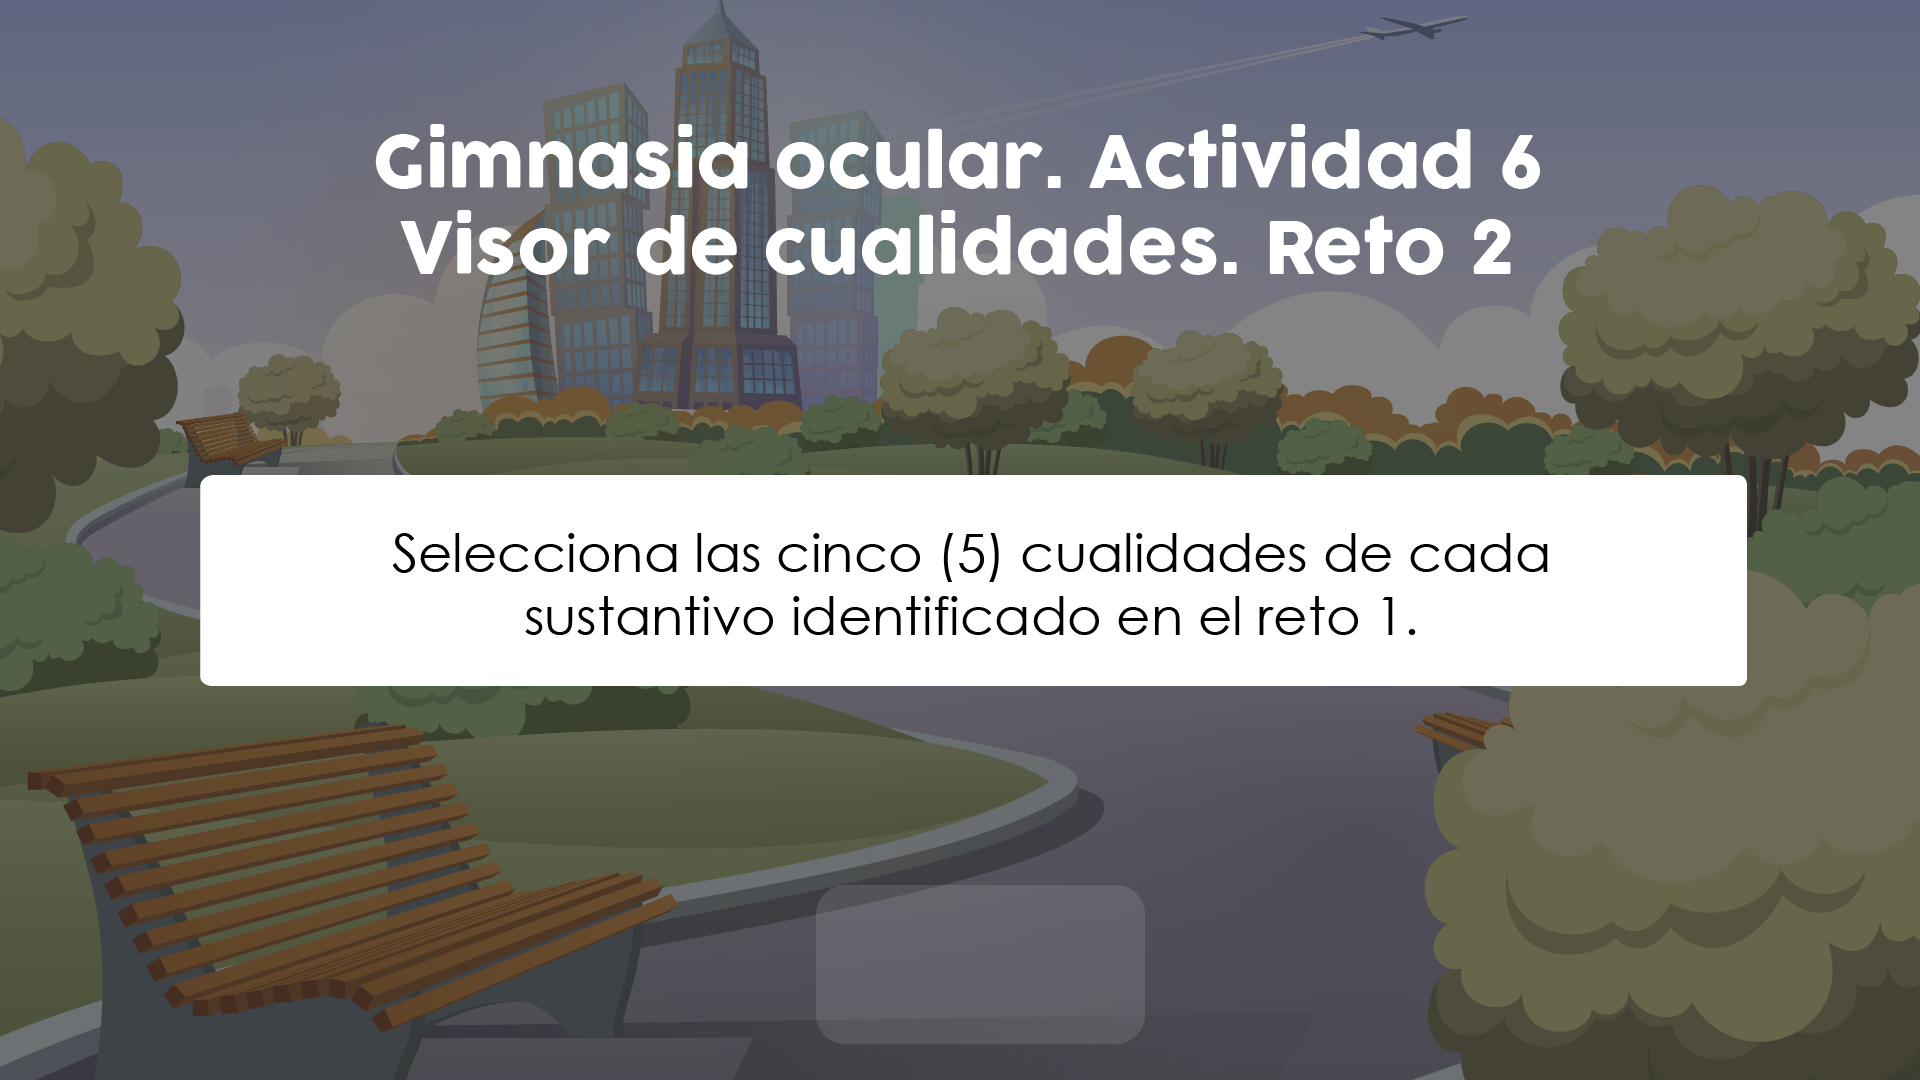 Gimnasia ocular. Actividad 6
Visor de cualidades. Reto 2
Selecciona las cinco (5) cualidades de cada
sustantivo identificado en el reto 1.